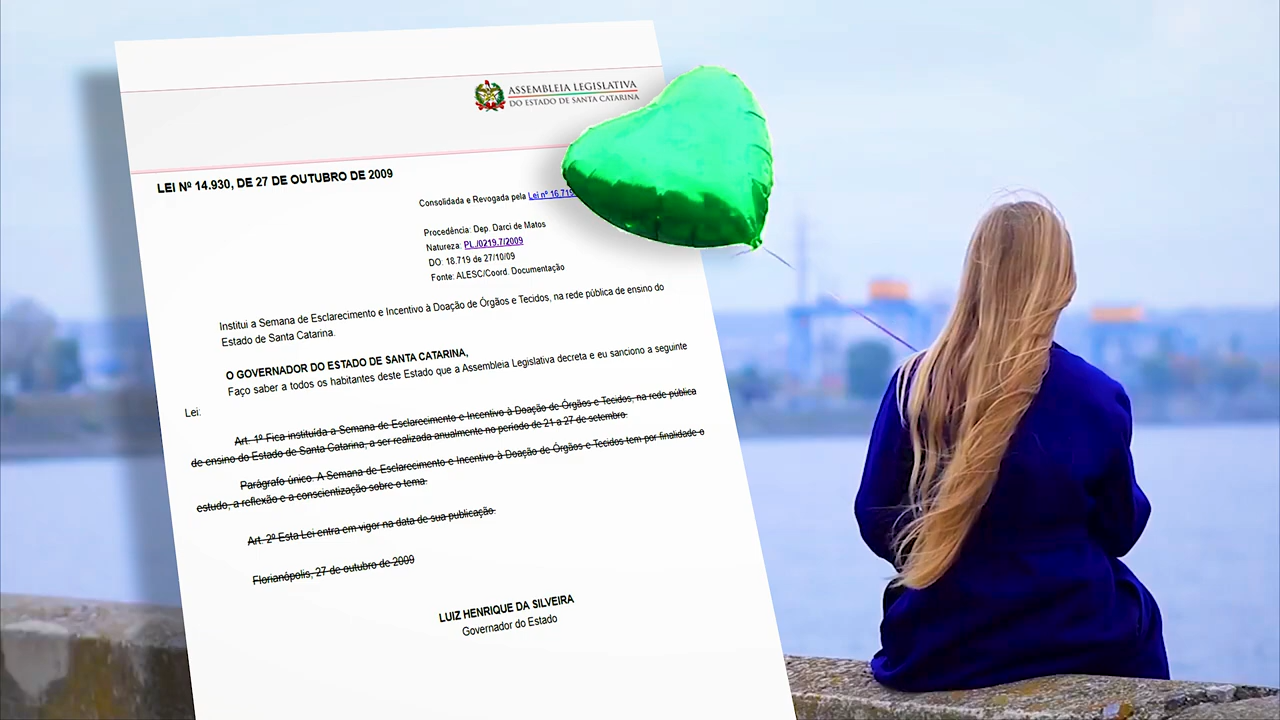 ASSEMBLEIA LEGISLATIVA
DO ESTADO DE SANTA CATARINA
LEI Nº 14.930, DE 27 DE OUTUBRO DE 2009
Consolidada e Revogada pela Lei nº 16.719
Procedência: Dep. Darci de Matos
Natureza: PL./0219.7/2009
DO: 18.719 de 27/10/09
Fonte: ALESC/Coord. Documentação
Institui a Semana de Esclarecimento e Incentivo à Doação de Órgãos e Tecidos, na rede pública de ensino do
Estado de Santa Catarina.
O GOVERNADOR DO ESTADO DE SANTA CATARINA,
Faço saber a todos os habitantes deste Estado que a Assembleia Legislativa decreta e eu sanciono a seguinte
Lei:
Art. 1º Fica instituída a Semana de Esclarecimento e Incentivo à Doação de Órgãos e Tecidos, na rede pública
de ensino do Estado de Santa Catarina, a ser realizada anualmente no período de 21 a 27 de setembro.
Parágrafo único. A Semana de Esclarecimento e Incentivo à Doação de Órgãos e Tecidos tem por finalidade o
estudo, a reflexão e a conscientização sobre o tema.
Art. 2º Esta Lei entra em vigor na data de sua publicação.
Florianópolis, 27 de outubro de 2009
LUIZ HENRIQUE DA SILVEIRA
Governador do Estado